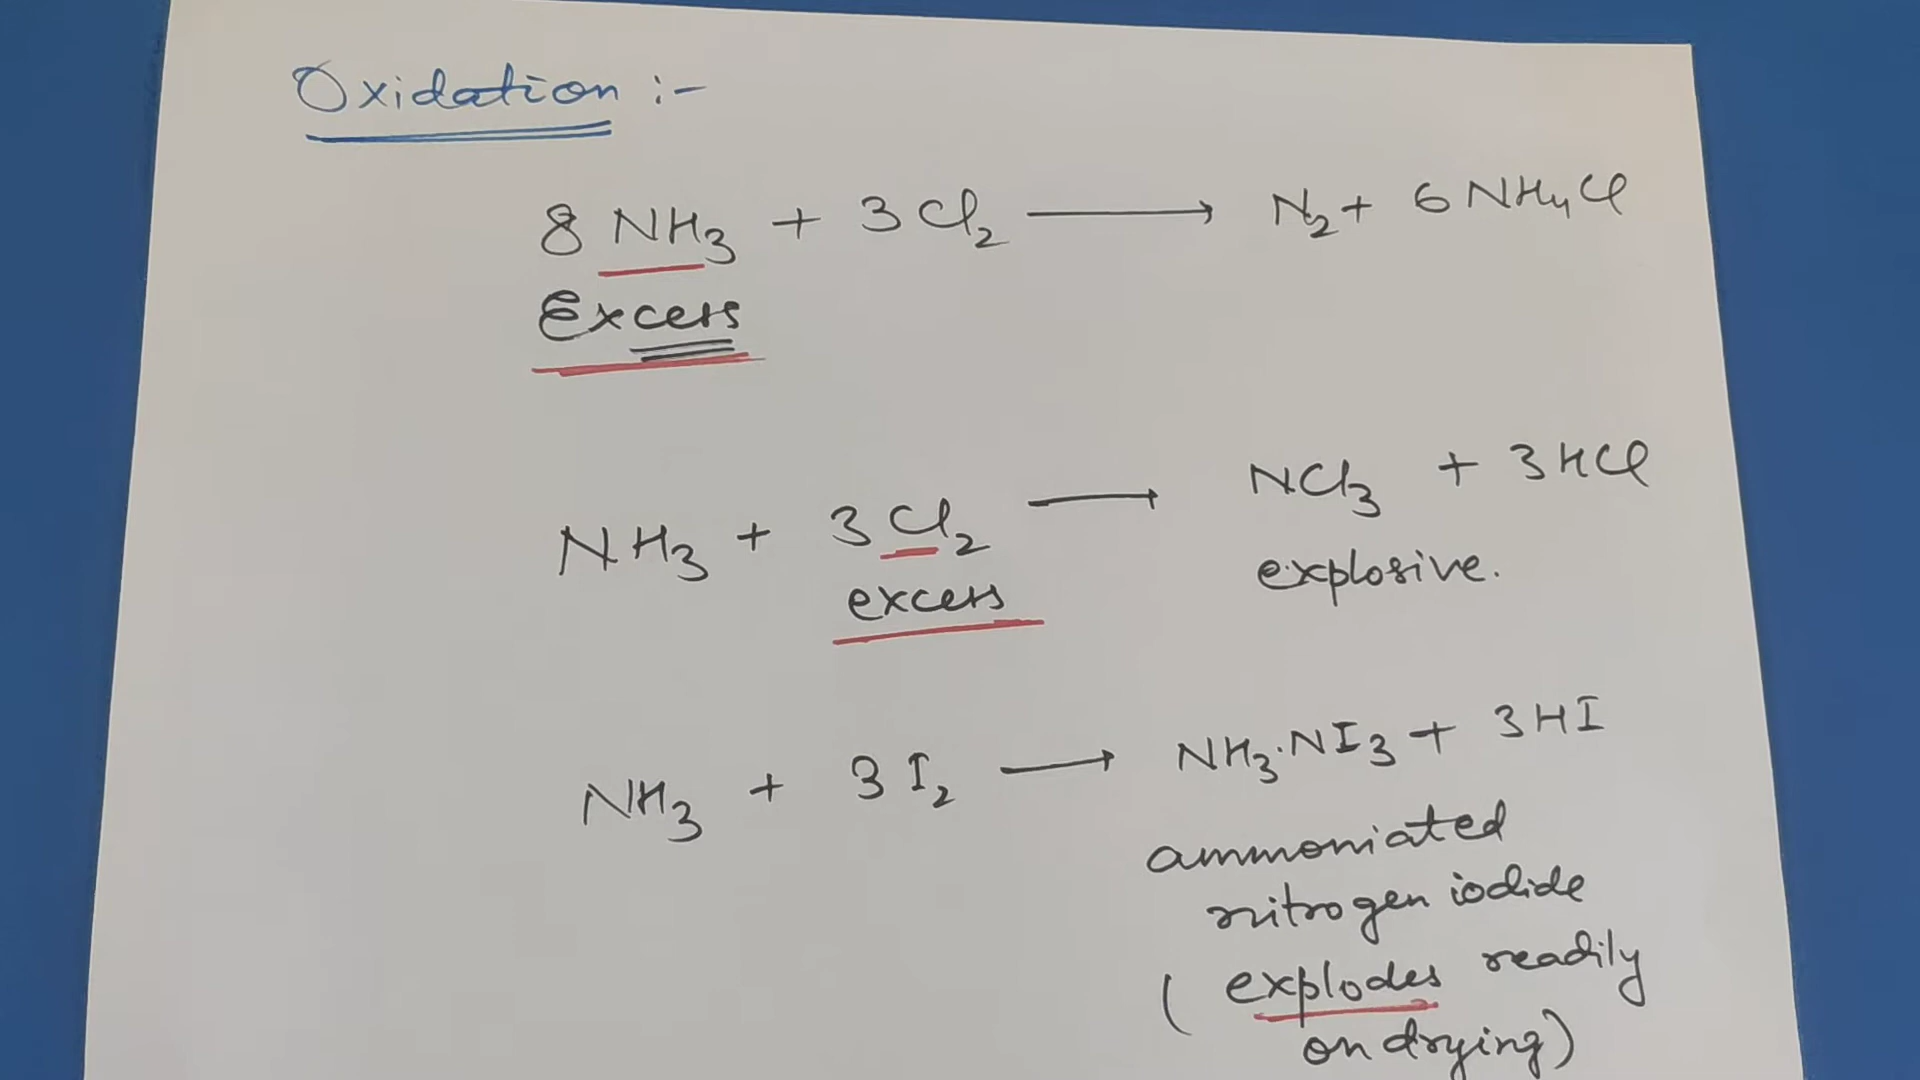 Oxidation :-
8 NH₃ + 3 Cl₂ ⟶ N₂ + 6 NH₄Cl
Excess
NH₃ + 3 Cl₂ ⟶ NCl₃ + 3 HCl
excess explosive.
NH₃ + 3 I₂ ⟶ NH₃·NI₃ + 3 HI
ammoniated
nitrogen iodide
( explodes readily
on drying)